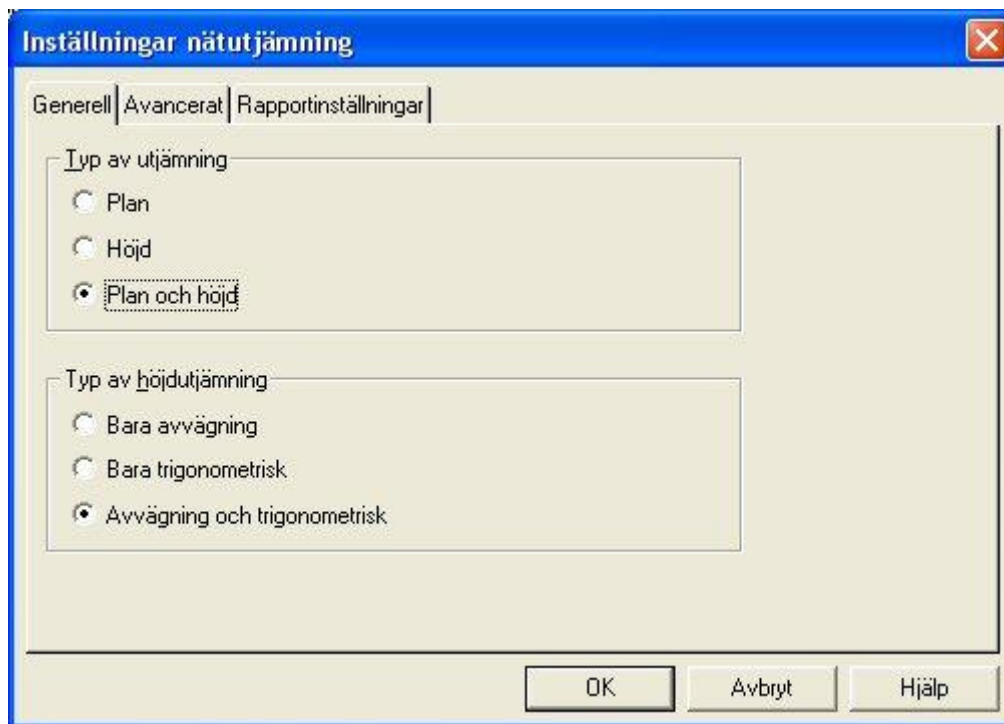 Inställningar nätutjämning
Generell Avancerat Rapportinställningar
Typ av utjämning
Plan
Höjd
Plan och höjd
Typ av höjdutjämning
Bara avvägning
Bara trigonometrisk
Avvägning och trigonometrisk
OK Avbryt Hjälp